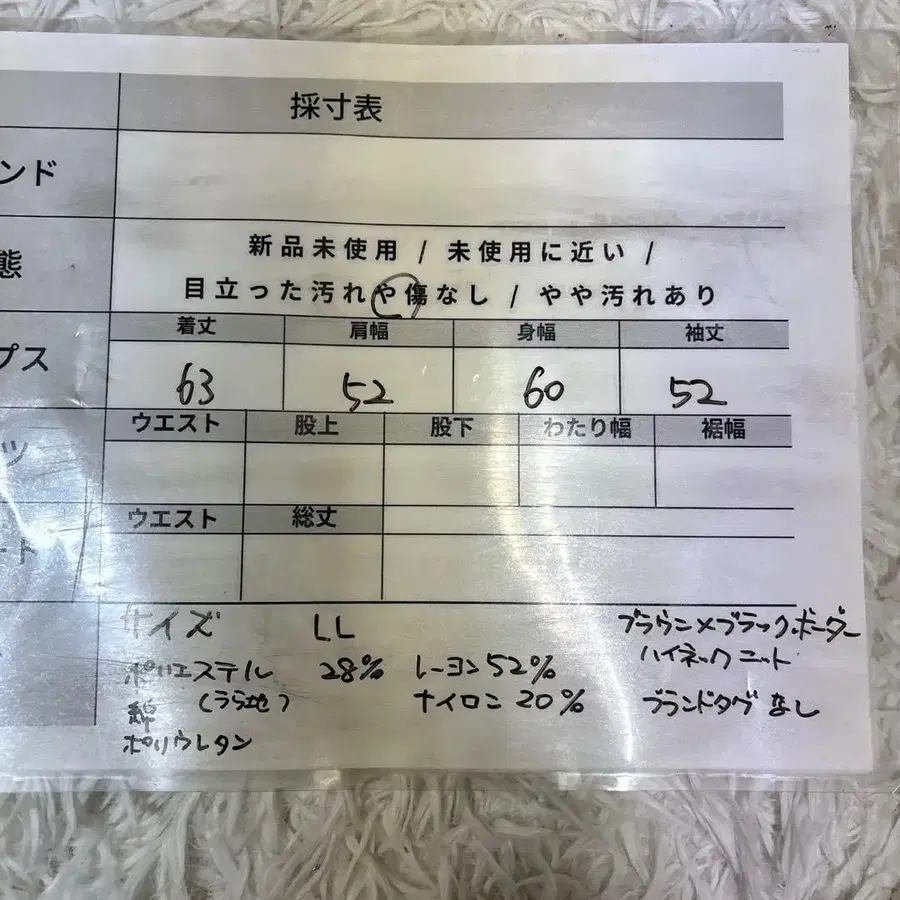 採寸表
ンド
新品未使用 / 未使用に近い /
態
目立った汚れや傷なし / やや汚れあり
着丈 肩幅 身幅 袖丈
プス
63 52 60 52
ウエスト 股上 股下 わたり幅 裾幅
ツ
ウエスト 総丈
ート
サイズ LL ブラウン×ブラックボーダー
ハイネックニット
ポリエステル 28% レーヨン52%
綿 (うら地) ナイロン 20% ブランドタグなし
ポリウレタン